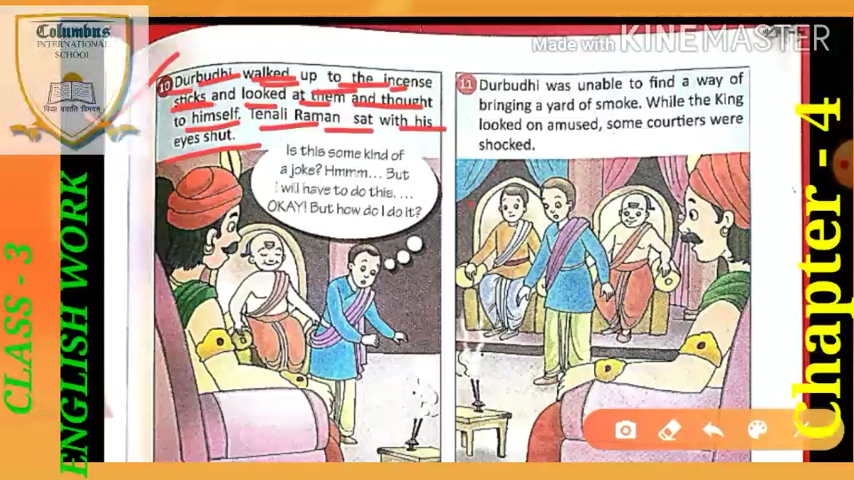 Columbus
INTERNATIONAL
SCHOOL
Made with KINEMASTER
CLASS - 3
ENGLISH WORK
Chapter - 4
10 Durbudhi walked up to the incense
sticks and looked at them and thought
to himself. Tenali Raman sat with his
eyes shut.
Is this some kind of
a joke? Hmmm... But
I will have to do this. ...
OKAY! But how do I do it?
11 Durbudhi was unable to find a way of
bringing a yard of smoke. While the King
looked on amused, some courtiers were
shocked.